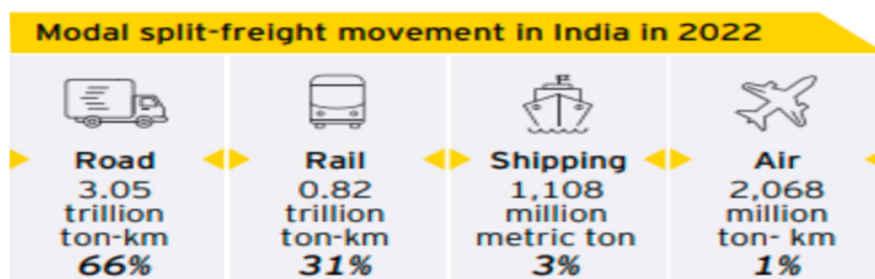 Modal split-freight movement in India in 2022
Road
3.05
trillion
ton-km
66%
Rail
0.82
trillion
ton-km
31%
Shipping
1,108
million
metric ton
3%
Air
2,068
million
ton- km
1%